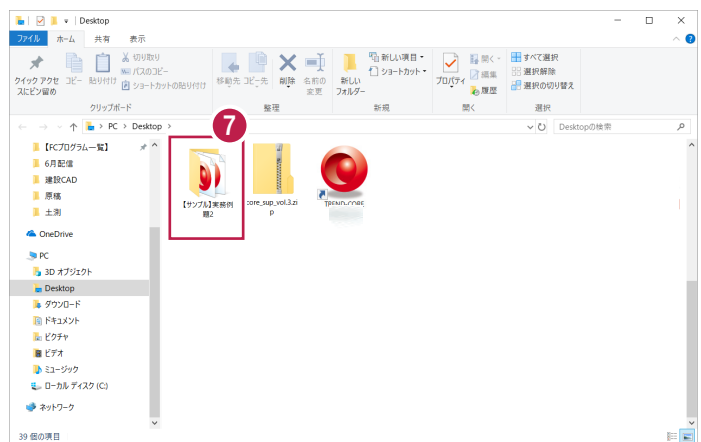 Desktop
ファイル ホーム 共有 表示
クイック アクセスにピン留め
コピー
貼り付け
切り取り
パスのコピー
ショートカットの貼り付け
クリップボード
移動先
コピー先
削除
名前の変更
整理
新しいフォルダー
新しい項目
ショートカット
新規
プロパティ
開く
編集
履歴
開く
すべて選択
選択解除
選択の切り替え
選択
PC > Desktop >
Desktopの検索
7
【FCプログラム一覧】
6月配信
建設CAD
原稿
土測
OneDrive
PC
3D オブジェクト
Desktop
ダウンロード
ドキュメント
ピクチャ
ビデオ
ミュージック
ローカル ディスク (C:)
ネットワーク
【サンプル】実務例
題2
core_sup_vol.3.zi
p
TREND-CORE
39 個の項目